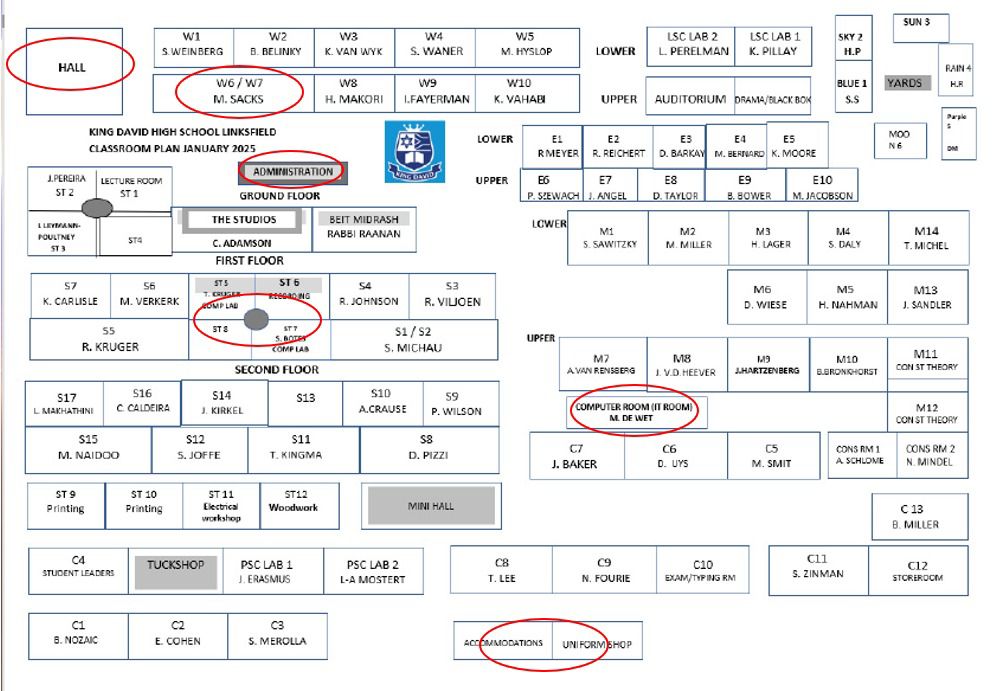 HALL
W1
S.WEINBERG
W2
B. BELINKY
W3
K. VAN WYK
W4
S. WANER
W5
M. HYSLOP
W6 / W7
M. SACKS
W8
H. MAKORI
W9
I.FAYERMAN
W10
K. VAHABI
LOWER
LSC LAB 2
L. PERELMAN
LSC LAB 1
K. PILLAY
UPPER
AUDITORIUM
DRAMA/BLACK BOX
SKY 2
H.P
BLUE 1
S.S
SUN 3
YARDS
RAIN 4
H.R
MOO
N 6
Purple
5
DM
KING DAVID HIGH SCHOOL LINKSFIELD
CLASSROOM PLAN JANUARY 2025
KING DAVID
ADMINISTRATION
GROUND FLOOR
LOWER
E1
R MEYER
E2
R. REICHERT
E3
D. BARKAY
E4
M. BERNARD
E5
K. MOORE
UPPER
E6
P. SZEWACH
E7
J. ANGEL
E8
D. TAYLOR
E9
B. BOWER
E10
M. JACOBSON
J.PEREIRA
ST 2
LECTURE ROOM
ST 1
L LEYMANN-
POULTNEY
ST 3
ST4
THE STUDIOS
C. ADAMSON
BEIT MIDRASH
RABBI RAANAN
FIRST FLOOR
LOWER
M1
S. SAWITZKY
M2
M. MILLER
M3
H. LAGER
M4
S. DALY
M14
T. MICHEL
M6
D. WIESE
M5
H. NAHMAN
M13
J. SANDLER
S7
K. CARLISLE
S6
M. VERKERK
ST 5
T. KRUGER
COMP LAB
ST 6
RECORDING
S4
R. JOHNSON
S3
R. VILJOEN
S5
R. KRUGER
ST 8
ST 7
S. BOTES
COMP LAB
S1 / S2
S. MICHAU
SECOND FLOOR
UPPER
M7
A.VAN RENSBERG
M8
J. V.D. HEEVER
M9
J.HARTZENBERG
M10
B.BRONKHORST
M11
CON ST THEORY
M12
CON ST THEORY
COMPUTER ROOM (IT ROOM)
M. DE WET
S17
L. MAKHATHINI
S16
C. CALDEIRA
S14
J. KIRKEL
S13
S10
A.CRAUSE
S9
P. WILSON
S15
M. NAIDOO
S12
S. JOFFE
S11
T. KINGMA
S8
D. PIZZI
C7
J. BAKER
C6
D. UYS
C5
M. SMIT
CONS RM 1
A. SCHLOME
CONS RM 2
N. MINDEL
ST 9
Printing
ST 10
Printing
ST 11
Electrical
workshop
ST12
Woodwork
MINI HALL
C 13
B. MILLER
C4
STUDENT LEADERS
TUCKSHOP
PSC LAB 1
J. ERASMUS
PSC LAB 2
L-A MOSTERT
C8
T. LEE
C9
N. FOURIE
C10
EXAM/TYPING RM
C11
S. ZINMAN
C12
STOREROOM
C1
B. NOZAIC
C2
E. COHEN
C3
S. MEROLLA
ACCOMMODATIONS
UNIFORM SHOP